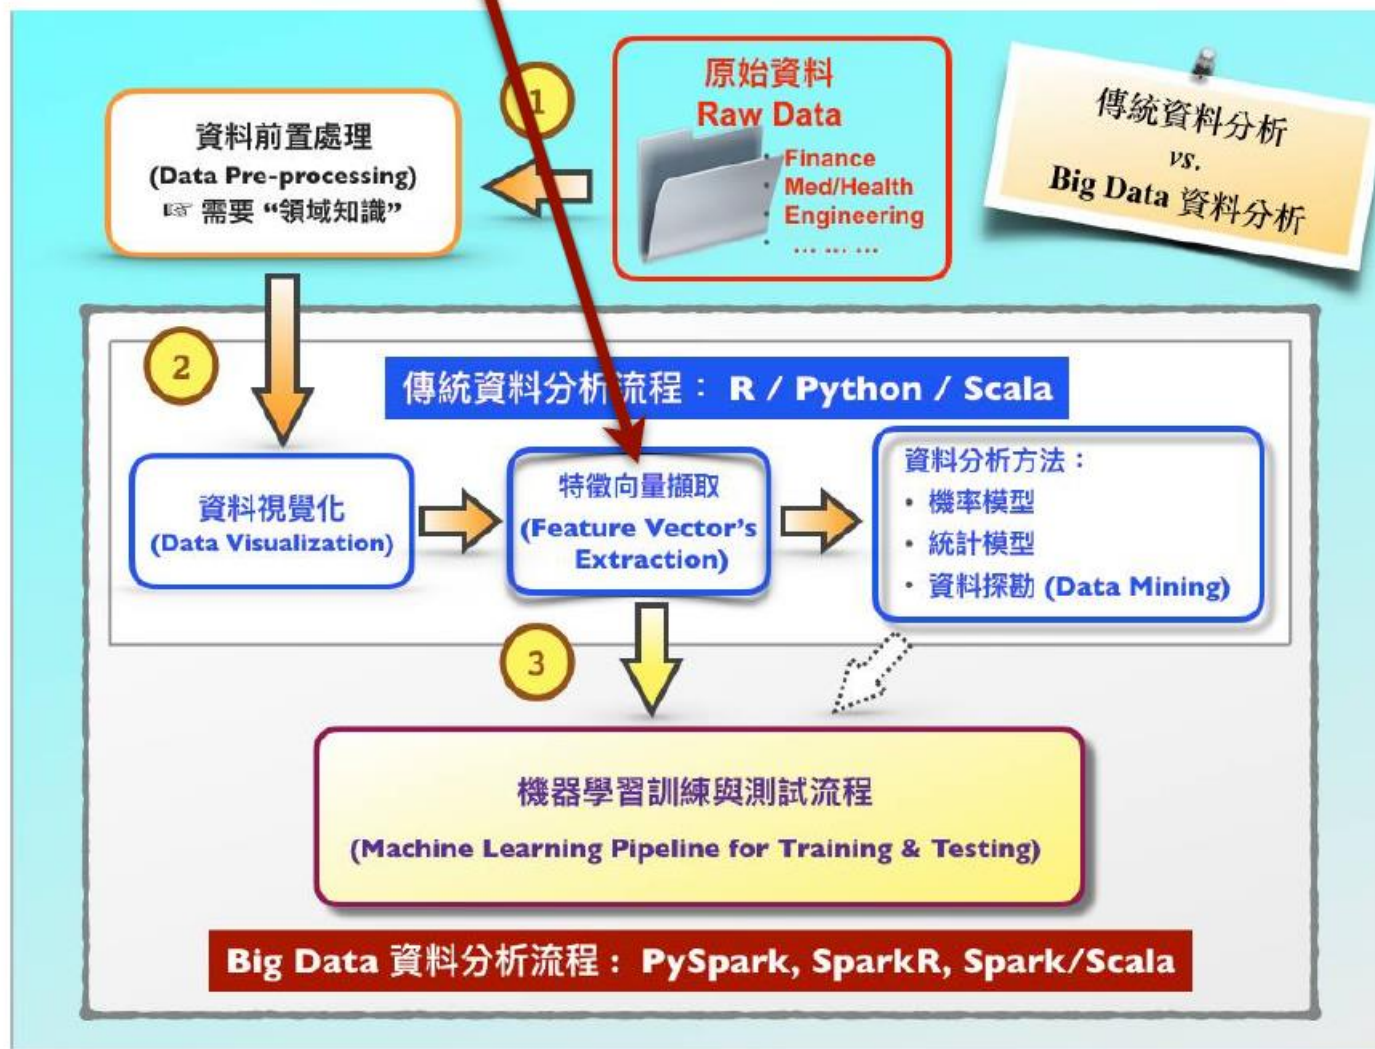 原始資料
Raw Data
Finance
Med/Health
Engineering
... ... ...
1
傳統資料分析
vs.
Big Data 資料分析
資料前置處理
(Data Pre-processing)
☞ 需要 “領域知識”
2
傳統資料分析流程： R / Python / Scala
資料視覺化
(Data Visualization)
特徵向量擷取
(Feature Vector's
Extraction)
資料分析方法：
• 機率模型
• 統計模型
• 資料探勘 (Data Mining)
3
機器學習訓練與測試流程
(Machine Learning Pipeline for Training & Testing)
Big Data 資料分析流程： PySpark, SparkR, Spark/Scala